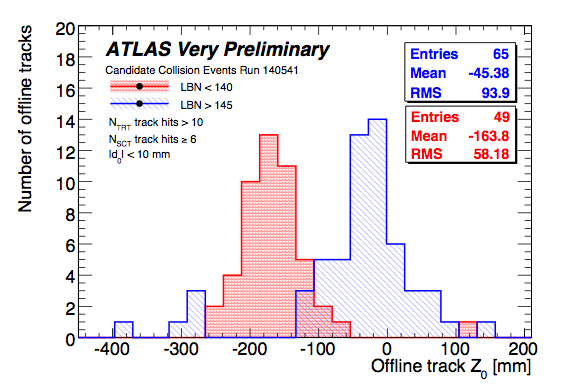 Number of offline tracks
20
18
16
14
12
10
8
6
4
2
0
ATLAS Very Preliminary
Candidate Collision Events Run 140541
LBN < 140
LBN > 145
N_TRT track hits > 10
N_SCT track hits ≥ 6
|d_0| < 10 mm
Entries 65
Mean -45.38
RMS 93.9
Entries 49
Mean -163.8
RMS 58.18
-400 -300 -200 -100 0 100 200
Offline track Z_0 [mm]